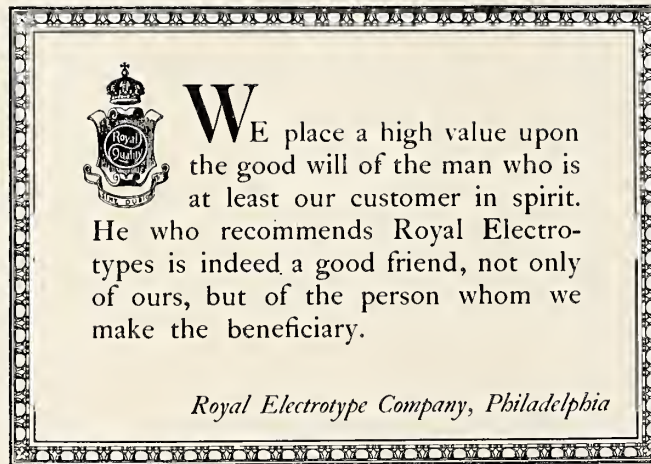 Royal
Quality
WE place a high value upon
the good will of the man who is
at least our customer in spirit.
He who recommends Royal Electro-
types is indeed a good friend, not only
of ours, but of the person whom we
make the beneficiary.
Royal Electrotype Company, Philadelphia